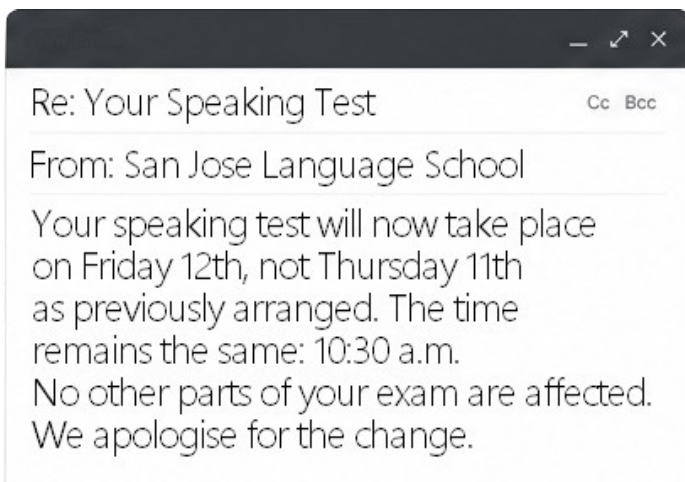 Re: Your Speaking Test Cc Bcc
From: San Jose Language School
Your speaking test will now take place
on Friday 12th, not Thursday 11th
as previously arranged. The time
remains the same: 10:30 a.m.
No other parts of your exam are affected.
We apologise for the change.